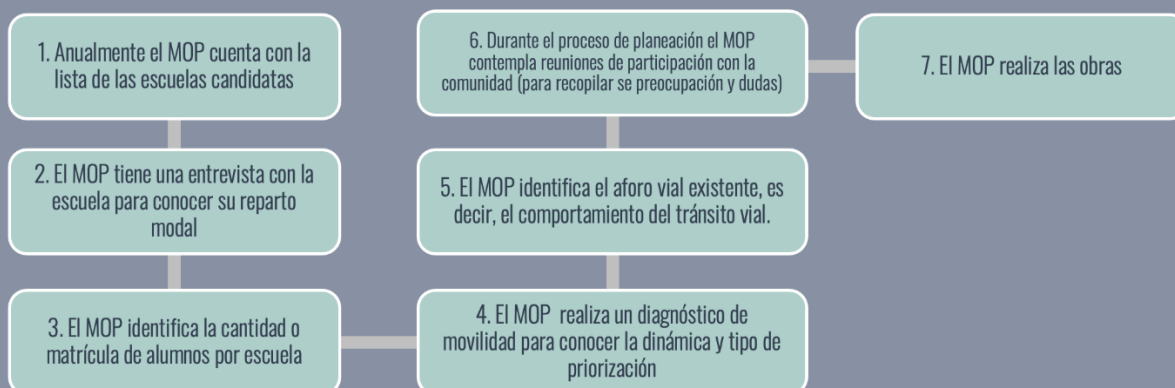 1. Anualmente el MOP cuenta con la
lista de las escuelas candidatas
2. El MOP tiene una entrevista con la
escuela para conocer su reparto
modal
3. El MOP identifica la cantidad o
matrícula de alumnos por escuela
4. El MOP realiza un diagnóstico de
movilidad para conocer la dinámica y tipo de
priorización
5. El MOP identifica el aforo vial existente, es
decir, el comportamiento del tránsito vial.
6. Durante el proceso de planeación el MOP
contempla reuniones de participación con la
comunidad (para recopilar se preocupación y dudas)
7. El MOP realiza las obras